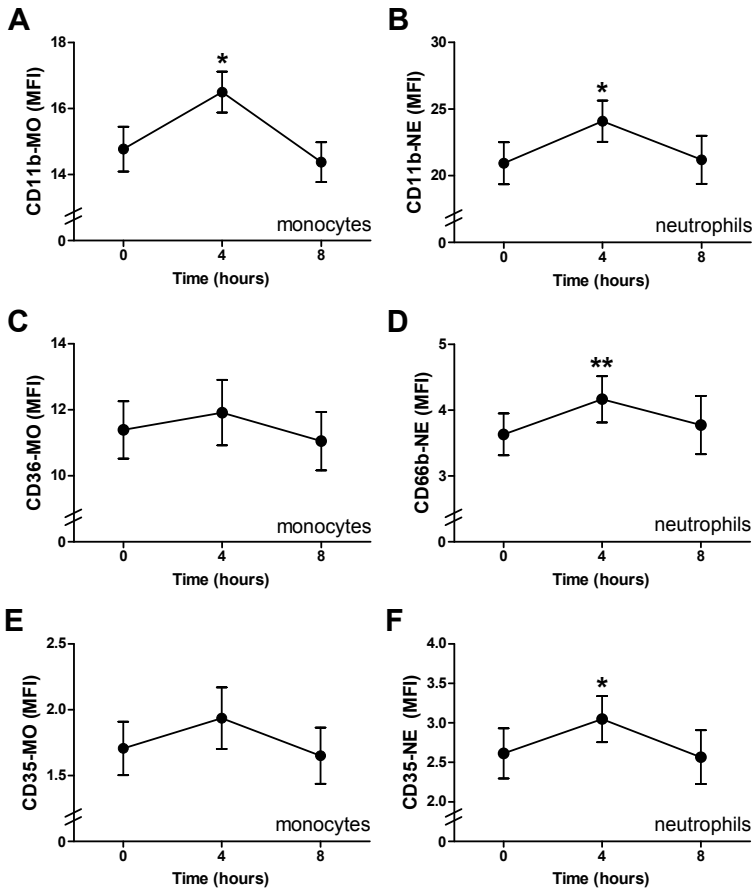 A
CD11b-MO (MFI)
18
16
14
0
*
monocytes
0 4 8
Time (hours)
B
CD11b-NE (MFI)
30
25
20
0
*
neutrophils
0 4 8
Time (hours)
C
CD36-MO (MFI)
14
12
10
0
monocytes
0 4 8
Time (hours)
D
CD66b-NE (MFI)
5
4
3
0
**
neutrophils
0 4 8
Time (hours)
E
CD35-MO (MFI)
2.5
2.0
1.5
0
monocytes
0 4 8
Time (hours)
F
CD35-NE (MFI)
4.0
3.5
3.0
2.5
2.0
0
*
neutrophils
0 4 8
Time (hours)